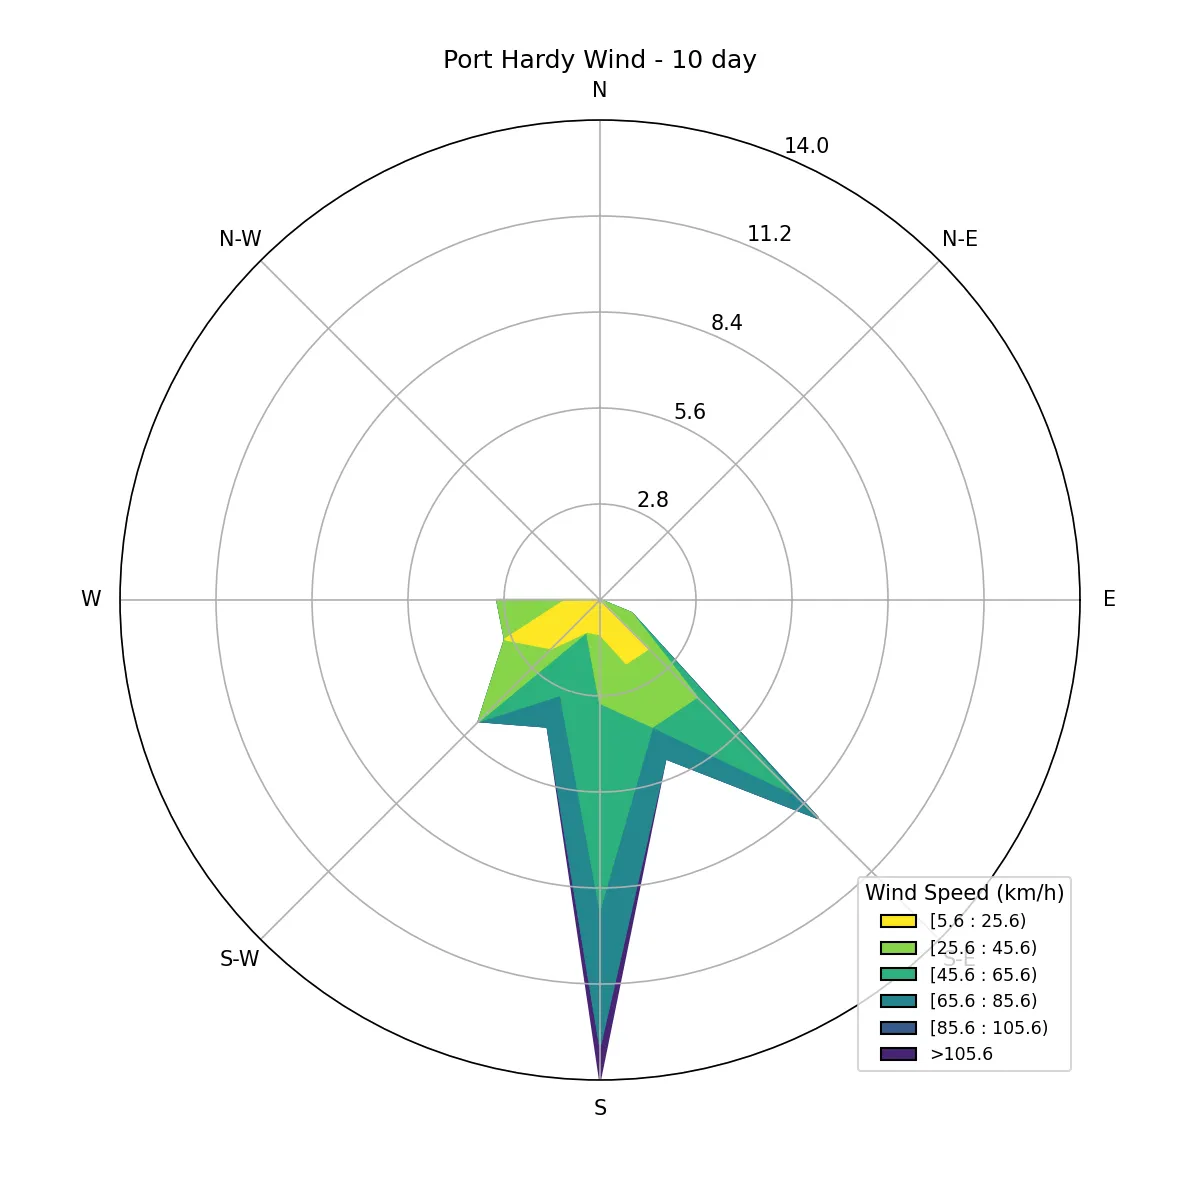 Port Hardy Wind - 10 day
N
14.0
11.2
N-W
N-E
8.4
5.6
2.8
W
E
S-W
S-E
Wind Speed (km/h)
[5.6 : 25.6)
[25.6 : 45.6)
[45.6 : 65.6)
[65.6 : 85.6)
[85.6 : 105.6)
>105.6
S